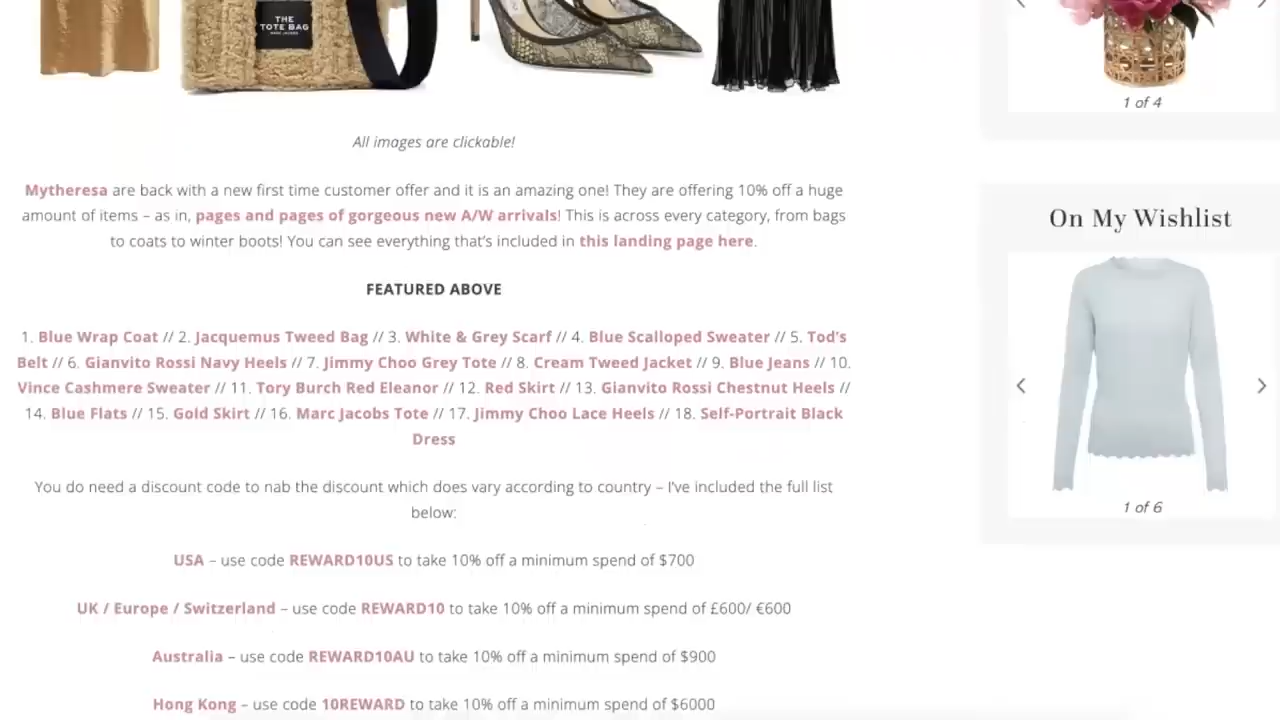 THE
TOTE BAG
MARC JACOBS
1 of 4
All images are clickable!
Mytheresa are back with a new first time customer offer and it is an amazing one! They are offering 10% off a huge
amount of items – as in, pages and pages of gorgeous new A/W arrivals! This is across every category, from bags
to coats to winter boots! You can see everything that's included in this landing page here.
FEATURED ABOVE
1. Blue Wrap Coat // 2. Jacquemus Tweed Bag // 3. White & Grey Scarf // 4. Blue Scalloped Sweater // 5. Tod's
Belt // 6. Gianvito Rossi Navy Heels // 7. Jimmy Choo Grey Tote // 8. Cream Tweed Jacket // 9. Blue Jeans // 10.
Vince Cashmere Sweater // 11. Tory Burch Red Eleanor // 12. Red Skirt // 13. Gianvito Rossi Chestnut Heels //
14. Blue Flats // 15. Gold Skirt // 16. Marc Jacobs Tote // 17. Jimmy Choo Lace Heels // 18. Self-Portrait Black
Dress
You do need a discount code to nab the discount which does vary according to country – I've included the full list
below:
USA – use code REWARD10US to take 10% off a minimum spend of $700
UK / Europe / Switzerland – use code REWARD10 to take 10% off a minimum spend of £600/ €600
Australia – use code REWARD10AU to take 10% off a minimum spend of $900
Hong Kong – use code 10REWARD to take 10% off a minimum spend of $6000
On My Wishlist
1 of 6